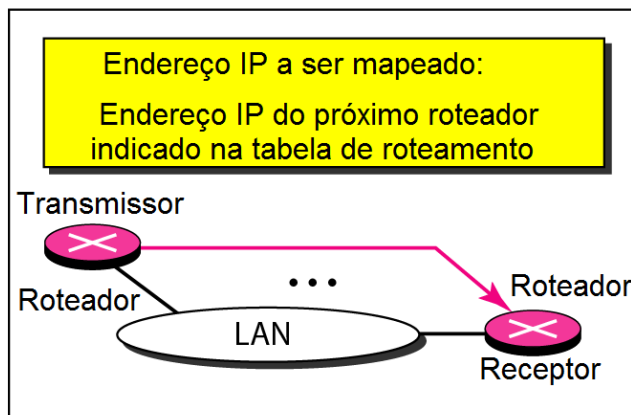 Endereço IP a ser mapeado:
Endereço IP do próximo roteador
indicado na tabela de roteamento
Transmissor
Roteador
LAN
Roteador
Receptor